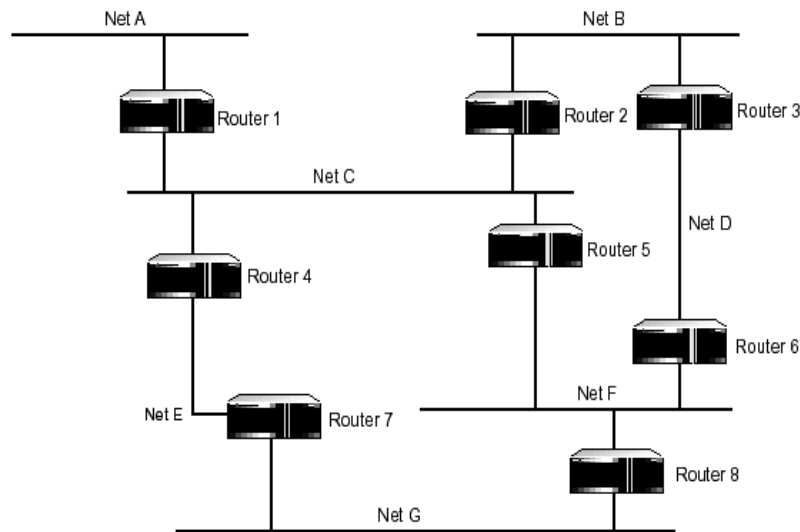 Net A
Net B
Router 1
Router 2
Router 3
Net C
Net D
Router 5
Router 4
Router 6
Net F
Net E
Router 7
Router 8
Net G